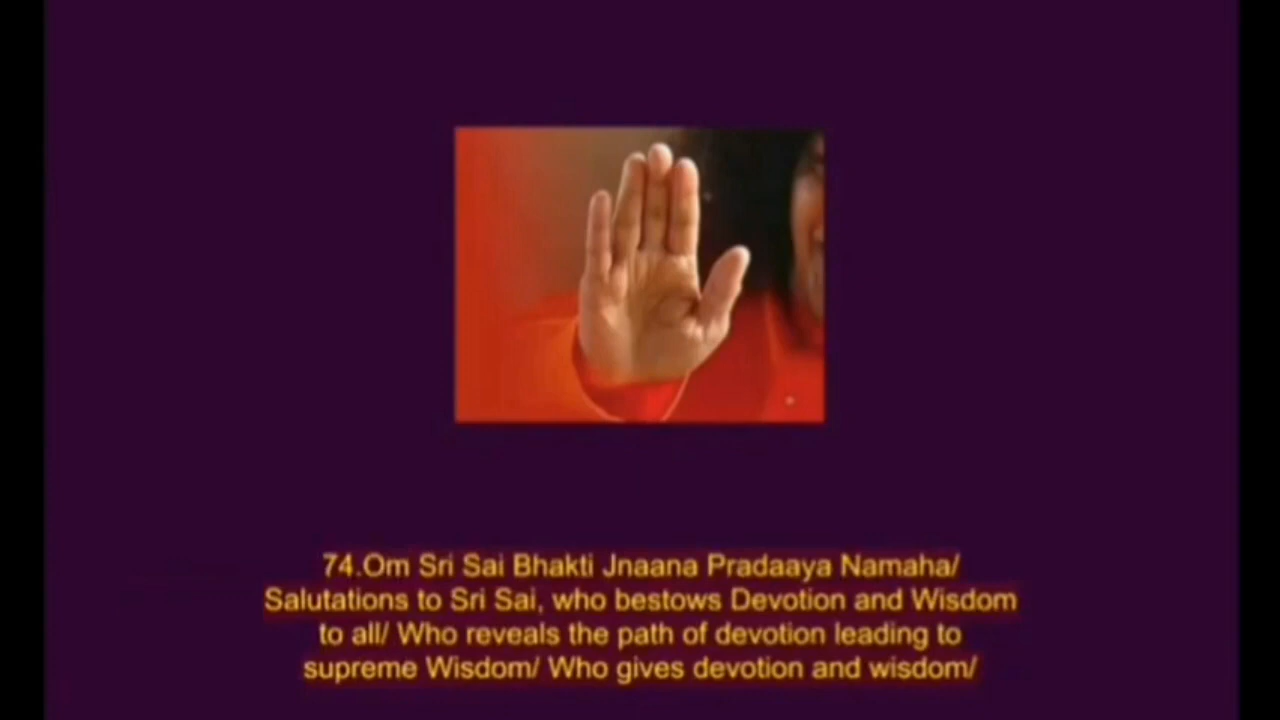 74.Om Sri Sai Bhakti Jnaana Pradaaya Namaha/
Salutations to Sri Sai, who bestows Devotion and Wisdom
to all/ Who reveals the path of devotion leading to
supreme Wisdom/ Who gives devotion and wisdom/